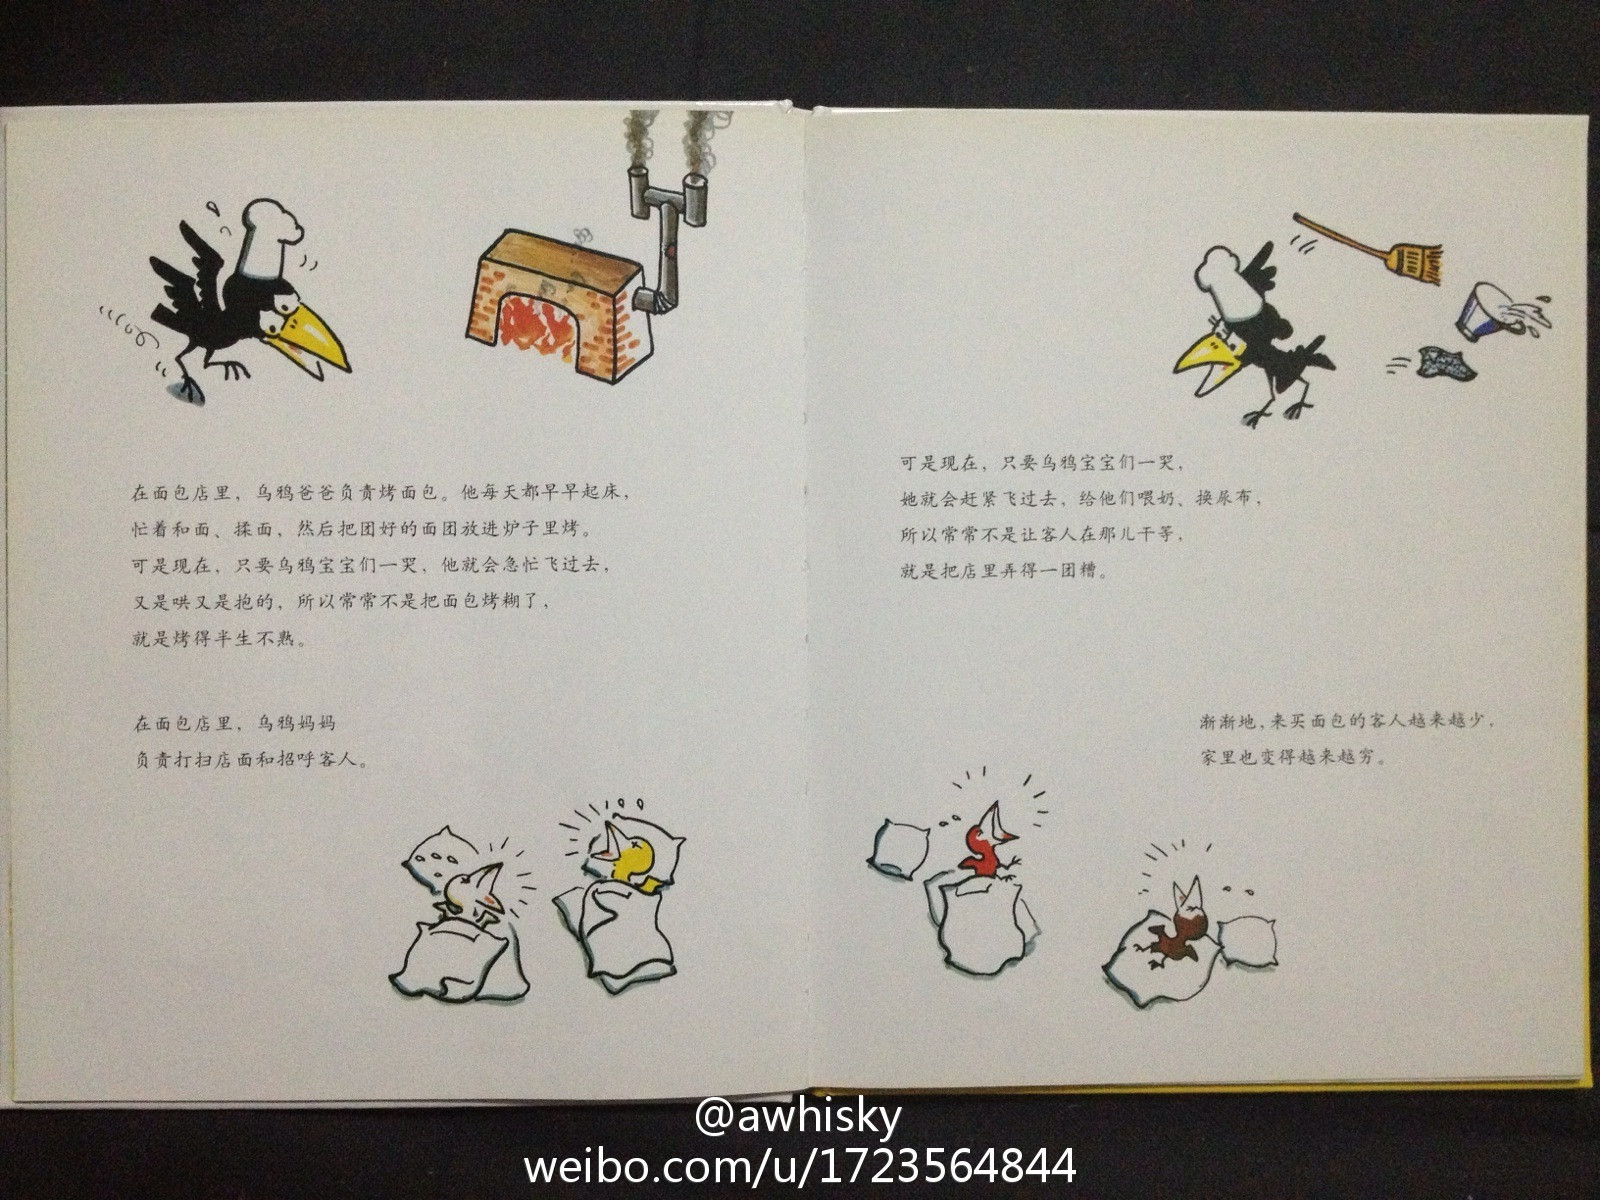 在面包店里，乌鸦爸爸负责烤面包。他每天都早早起床，
忙着和面、揉面，然后把团好的面团放进炉子里烤。
可是现在，只要乌鸦宝宝们一哭，他就会急忙飞过去，
又是哄又是抱的，所以常常不是把面包烤糊了，
就是烤得半生不熟。
在面包店里，乌鸦妈妈
负责打扫店面和招呼客人。
可是现在，只要乌鸦宝宝们一哭，
她就会赶紧飞过去，给他们喂奶、换尿布，
所以常常不是让客人在那儿干等，
就是把店里弄得一团糟。
渐渐地，来买面包的客人越来越少，
家里也变得越来越穷。
@awhisky
weibo.com/u/1723564844